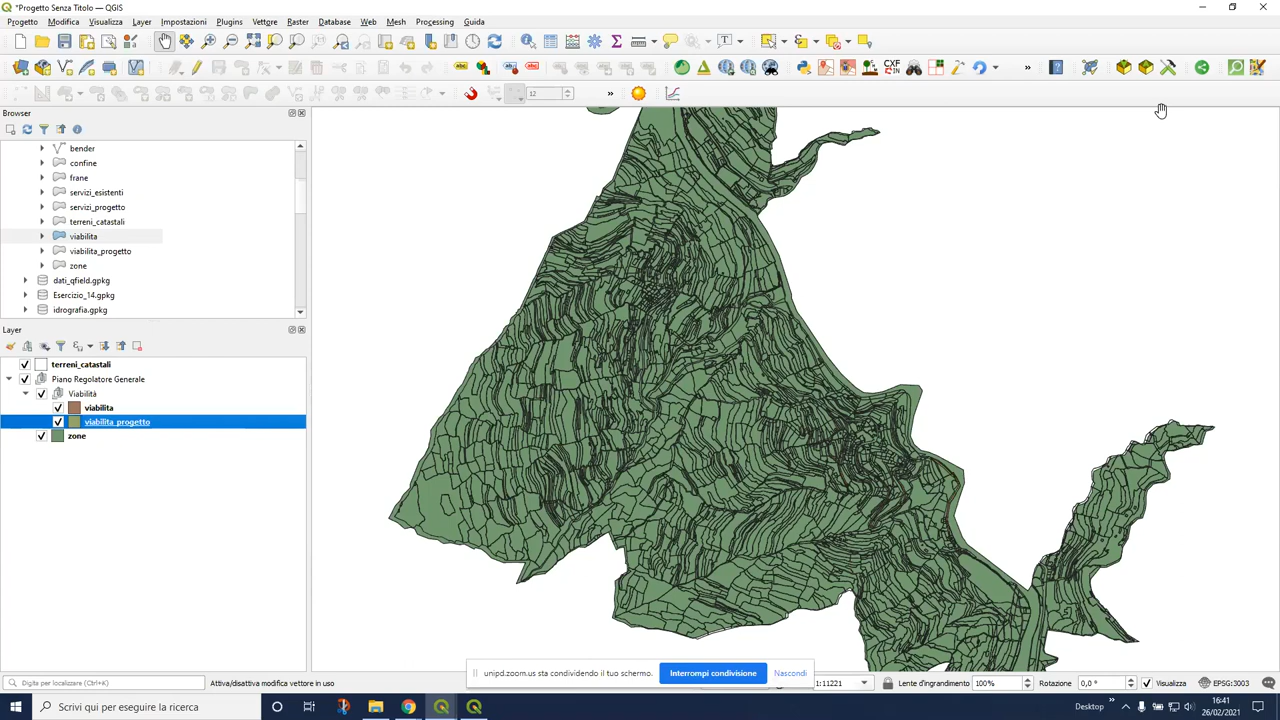 *Progetto Senza Titolo — QGIS
Progetto Modifica Visualizza Layer Impostazioni Plugins Vettore Raster Database Web Mesh Processing Guida
12
Browser
bender
confine
frane
servizi_esistenti
servizi_progetto
terreni_catastali
viabilita
viabilita_progetto
zone
dati_qfield.gpkg
Esercizio_14.gpkg
idrografia.gpkg
Layer
terreni_catastali
Piano Regolatore Generale
Viabilità
viabilita
viabilita_progetto
zone
unipd.zoom.us sta condividendo il tuo schermo. Interrompi condivisione Nascondi
Digita per localizzare (Ctrl+K) Attiva/disattiva modifica vettore in uso 1:11221 Lente d'ingrandimento 100% Rotazione 0,0 ° Visualizza EPSG:3003
Scrivi qui per eseguire la ricerca Desktop 16:41
26/02/2021